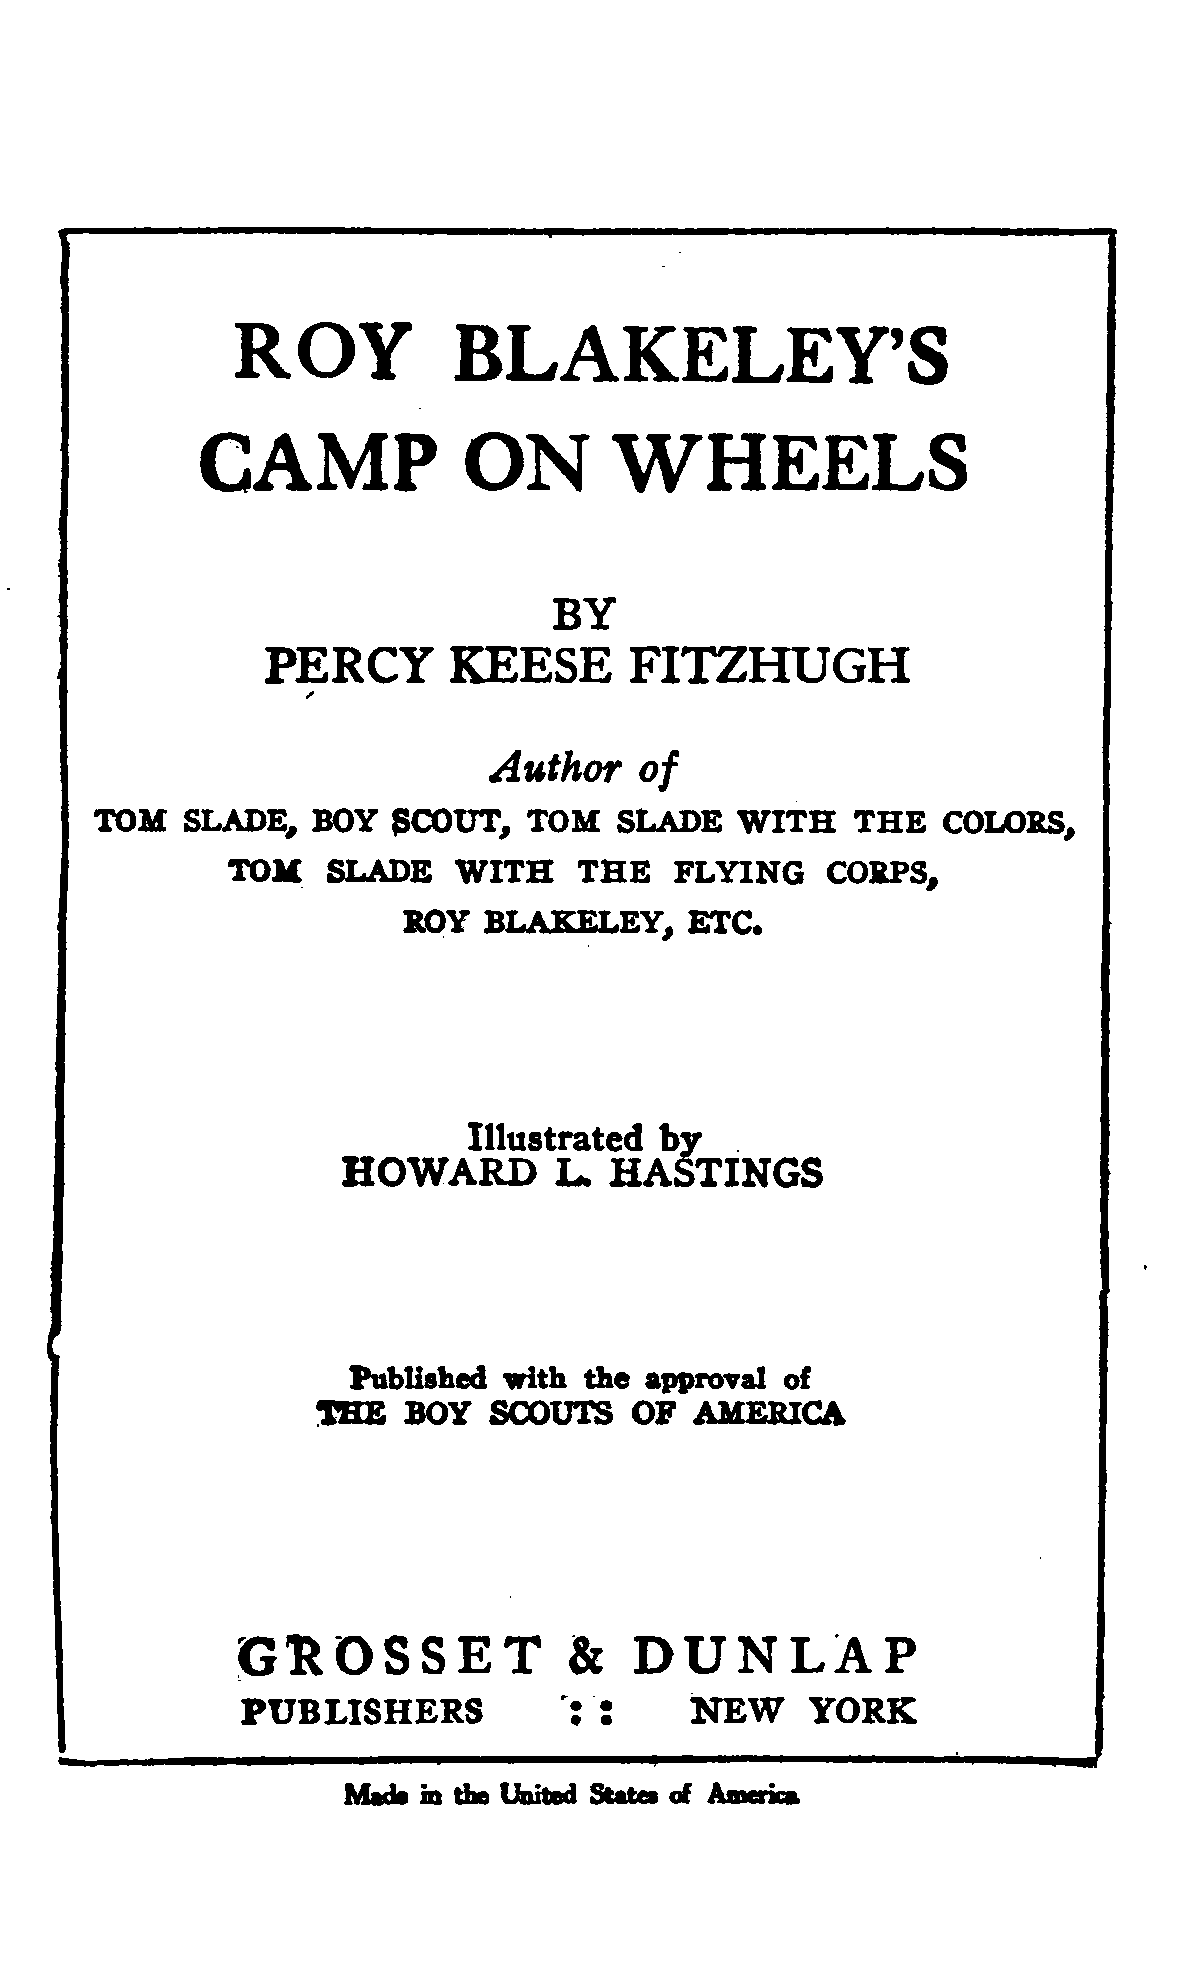 ROY BLAKELEY'S
CAMP ON WHEELS
BY
PERCY KEESE FITZHUGH
Author of
TOM SLADE, BOY SCOUT, TOM SLADE WITH THE COLORS,
TOM SLADE WITH THE FLYING CORPS,
ROY BLAKELEY, ETC.
Illustrated by
HOWARD L. HASTINGS
Published with the approval of
THE BOY SCOUTS OF AMERICA
GROSSET & DUNLAP
PUBLISHERS : : NEW YORK
Made in the United States of America